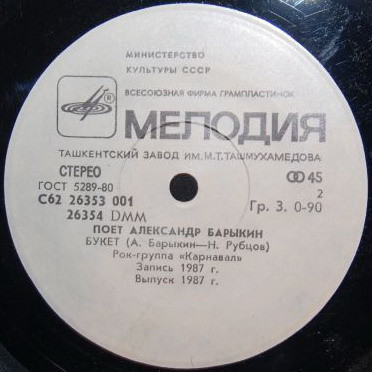 МИНИСТЕРСТВО
КУЛЬТУРЫ СССР
ВСЕСОЮЗНАЯ ФИРМА ГРАМПЛАСТИНОК
®
МЕЛОДИЯ
ТАШКЕНТСКИЙ ЗАВОД ИМ.М.Т.ТАШМУХАМЕДОВА
СТЕРЕО
45
ГОСТ 5289-80
2
С62 26353 001
Гр. 3. 0-90
26354 DMM
ПОЕТ АЛЕКСАНДР БАРЫКИН
БУКЕТ (А. Барыкин—Н. Рубцов)
Рок-группа «Карнавал»
Запись 1987 г.
Выпуск 1987 г.